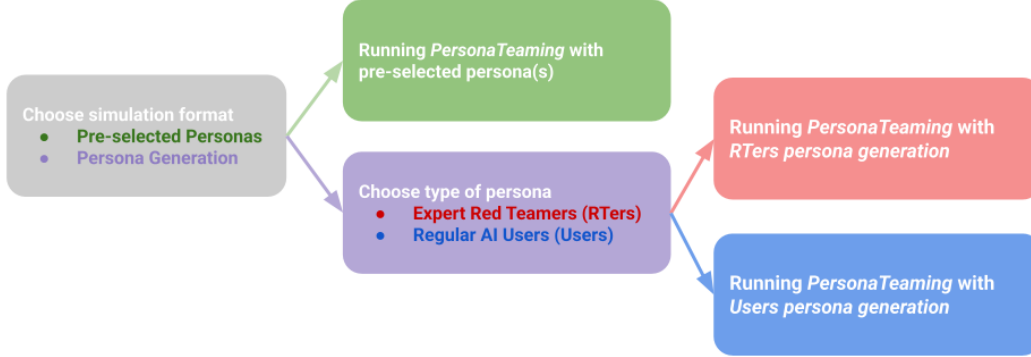 Choose simulation format
● Pre-selected Personas
● Persona Generation
Running PersonaTeaming with
pre-selected persona(s)
Choose type of persona
● Expert Red Teamers (RTers)
● Regular AI Users (Users)
Running PersonaTeaming with
RTers persona generation
Running PersonaTeaming with
Users persona generation